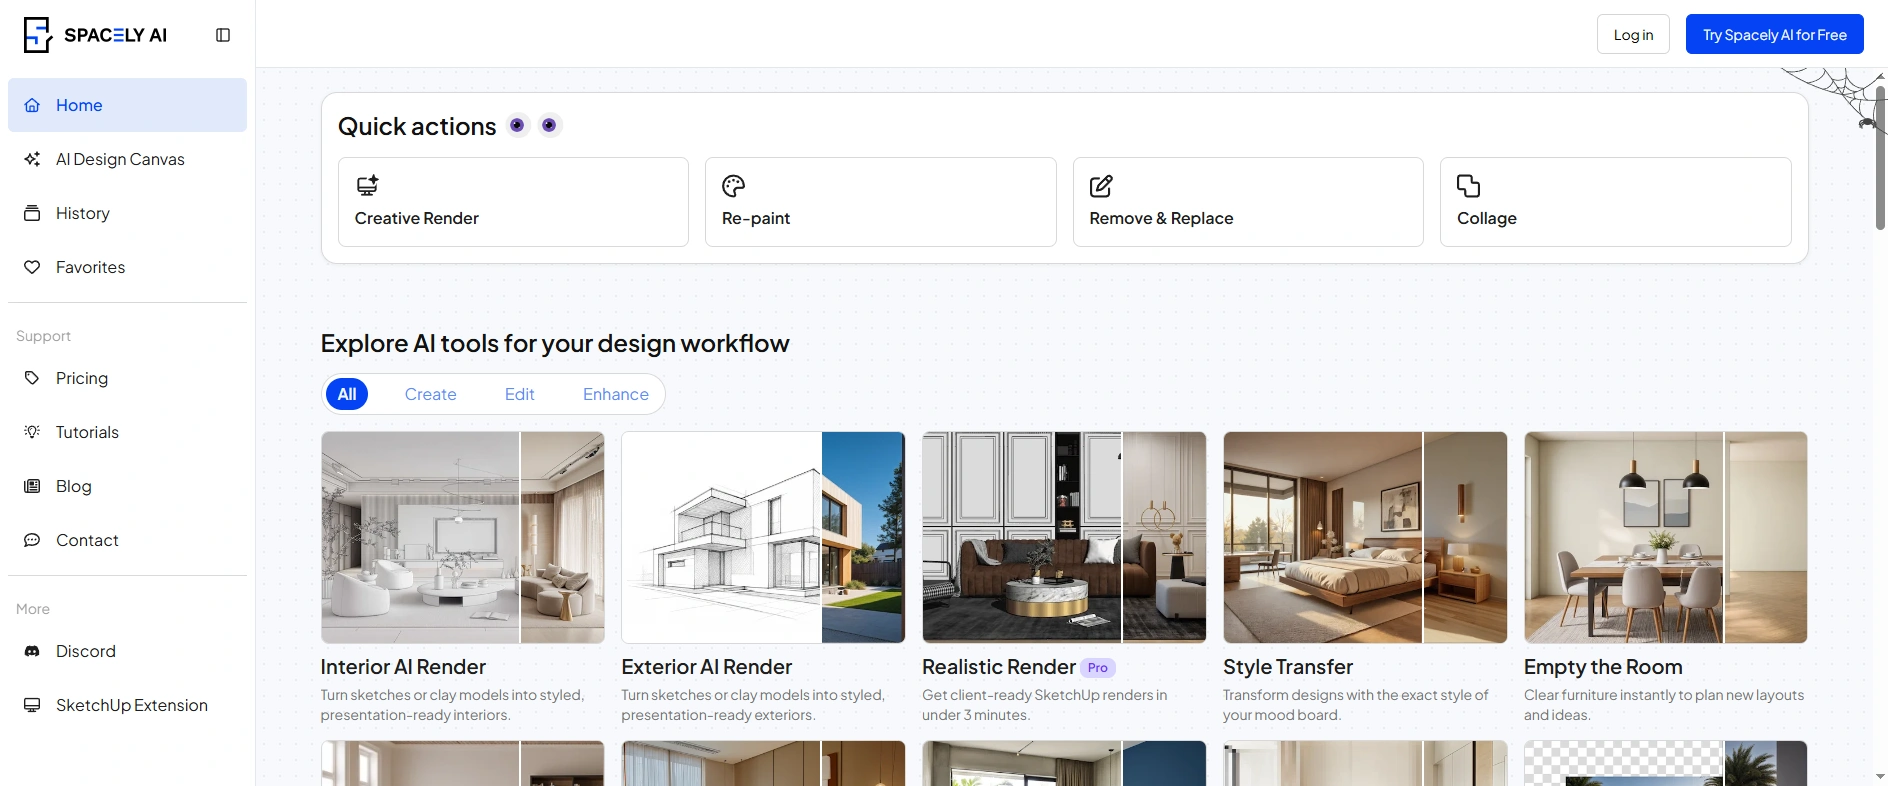 SPACELY AI
Log in
Try Spacely AI for Free
Home
AI Design Canvas
History
Favorites
Support
Pricing
Tutorials
Blog
Contact
More
Discord
SketchUp Extension
Quick actions
Creative Render
Re-paint
Remove & Replace
Collage
Explore AI tools for your design workflow
All
Create
Edit
Enhance
Interior AI Render
Turn sketches or clay models into styled,
presentation-ready interiors.
Exterior AI Render
Turn sketches or clay models into styled,
presentation-ready exteriors.
Realistic Render Pro
Get client-ready SketchUp renders in
under 3 minutes.
Style Transfer
Transform designs with the exact style of
your mood board.
Empty the Room
Clear furniture instantly to plan new layouts
and ideas.